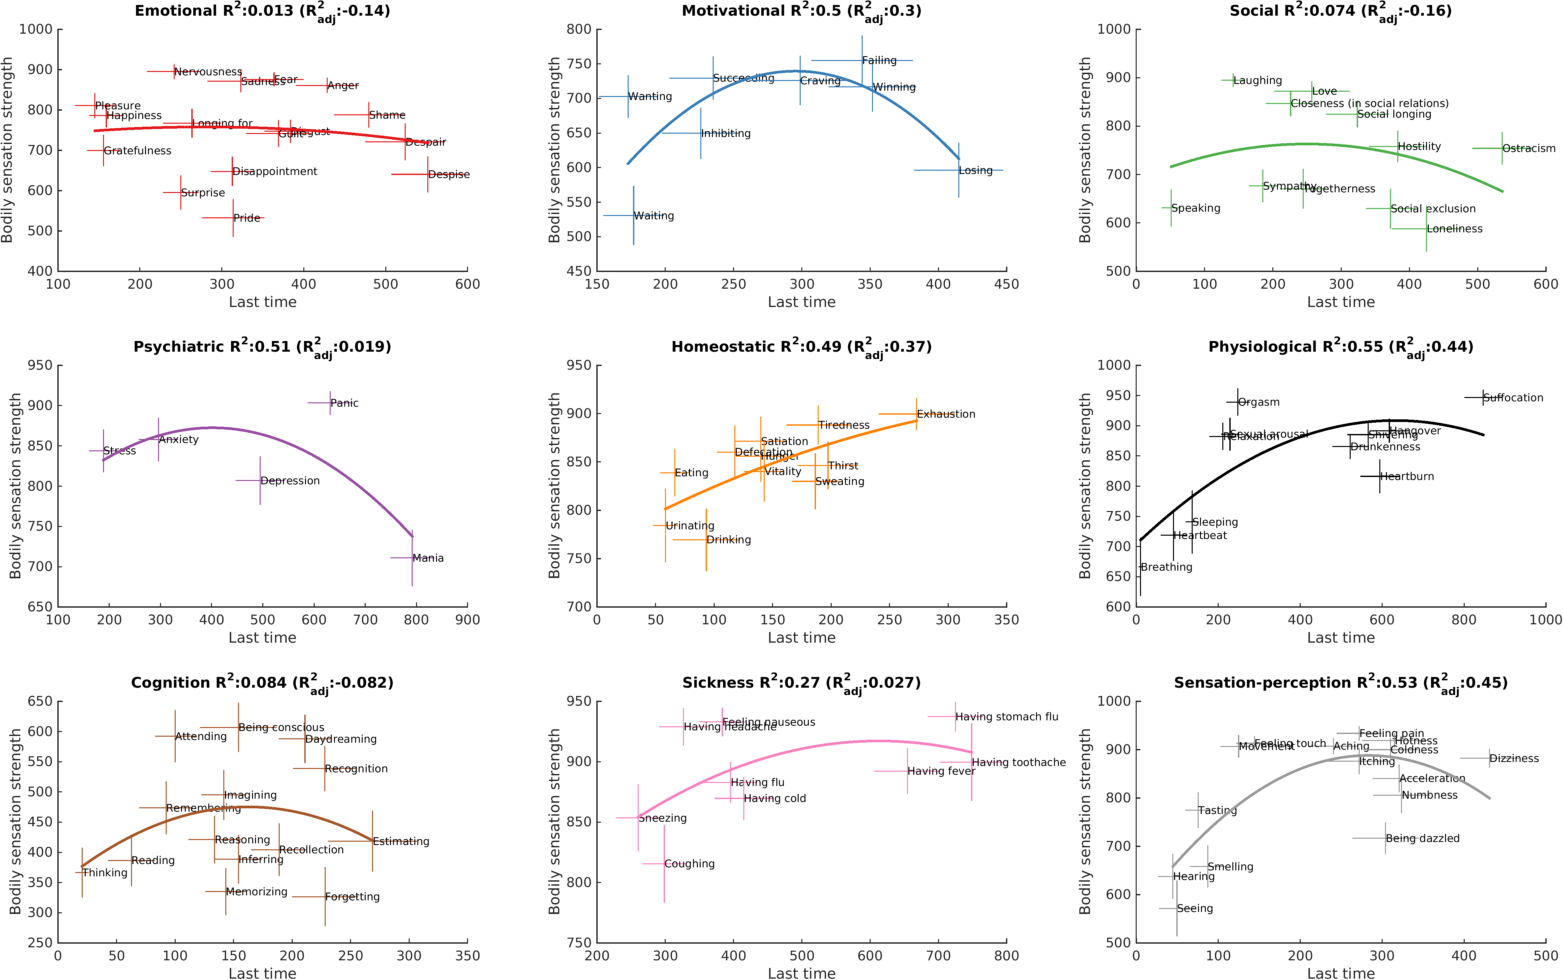 Emotional R²:0.013 (R²adj:-0.14)
Bodily sensation strength
1000
900
800
700
600
500
400
Nervousness
Sadness
Fear
Anger
Pleasure
Happiness
Longing for
Shame
Guilt
Disgust
Despair
Gratefulness
Disappointment
Despise
Surprise
Pride
100 200 300 400 500 600
Last time
Motivational R²:0.5 (R²adj:0.3)
Bodily sensation strength
800
750
700
650
600
550
500
450
Failing
Succeeding
Craving
Winning
Wanting
Inhibiting
Losing
Waiting
150 200 250 300 350 400 450
Last time
Social R²:0.074 (R²adj:-0.16)
Bodily sensation strength
1000
900
800
700
600
500
Laughing
Love
Closeness (in social relations)
Social longing
Hostility
Ostracism
Sympathy
Togetherness
Speaking
Social exclusion
Loneliness
0 100 200 300 400 500 600
Last time
Psychiatric R²:0.51 (R²adj:0.019)
Bodily sensation strength
950
900
850
800
750
700
650
Panic
Anxiety
Stress
Depression
Mania
100 200 300 400 500 600 700 800 900
Last time
Homeostatic R²:0.49 (R²adj:0.37)
Bodily sensation strength
950
900
850
800
750
700
Exhaustion
Tiredness
Satiation
Defecation
Hunger
Thirst
Eating
Vitality
Sweating
Urinating
Drinking
0 50 100 150 200 250 300 350
Last time
Physiological R²:0.55 (R²adj:0.44)
Bodily sensation strength
1000
950
900
850
800
750
700
650
600
Suffocation
Orgasm
Hangover
Sexual arousal
Relaxation
Shivering
Drunkenness
Heartburn
Sleeping
Heartbeat
Breathing
0 200 400 600 800 1000
Last time
Cognition R²:0.084 (R²adj:-0.082)
Bodily sensation strength
650
600
550
500
450
400
350
300
250
Being conscious
Attending
Daydreaming
Recognition
Imagining
Remembering
Reasoning
Estimating
Recollection
Reading
Inferring
Thinking
Memorizing
Forgetting
0 50 100 150 200 250 300 350
Last time
Sickness R²:0.27 (R²adj:0.027)
Bodily sensation strength
950
900
850
800
750
Having stomach flu
Feeling nauseous
Having headache
Having toothache
Having fever
Having flu
Having cold
Sneezing
Coughing
200 300 400 500 600 700 800
Last time
Sensation-perception R²:0.53 (R²adj:0.45)
Bodily sensation strength
1000
900
800
700
600
500
Feeling pain
Hotness
Feeling touch
Movement
Aching
Coldness
Dizziness
Itching
Acceleration
Numbness
Tasting
Being dazzled
Smelling
Hearing
Seeing
0 100 200 300 400 500
Last time